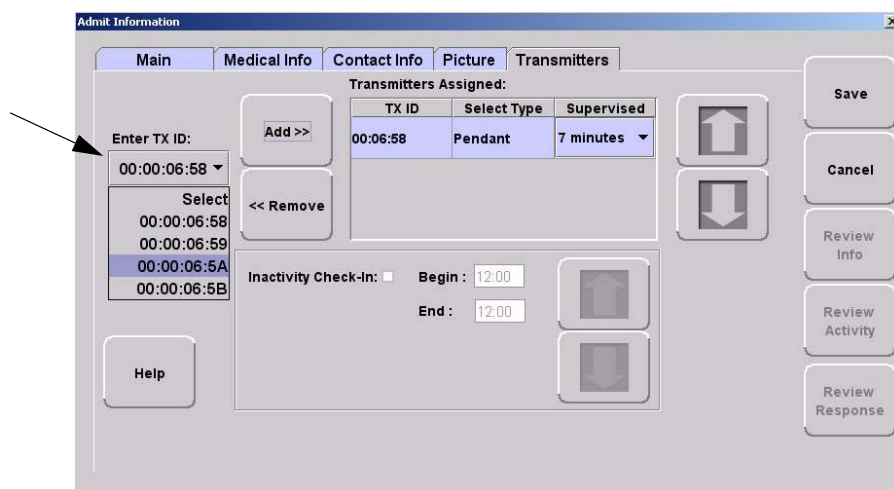 Admit Information
Main
Medical Info
Contact Info
Picture
Transmitters
Transmitters Assigned:
TX ID
Select Type
Supervised
00:06:58
Pendant
7 minutes
Enter TX ID:
00:00:06:58
Select
00:00:06:58
00:00:06:59
00:00:06:5A
00:00:06:5B
Add >>
<< Remove
Inactivity Check-In:
Begin :
12:00
End :
12:00
Help
Save
Cancel
Review
Info
Review
Activity
Review
Response